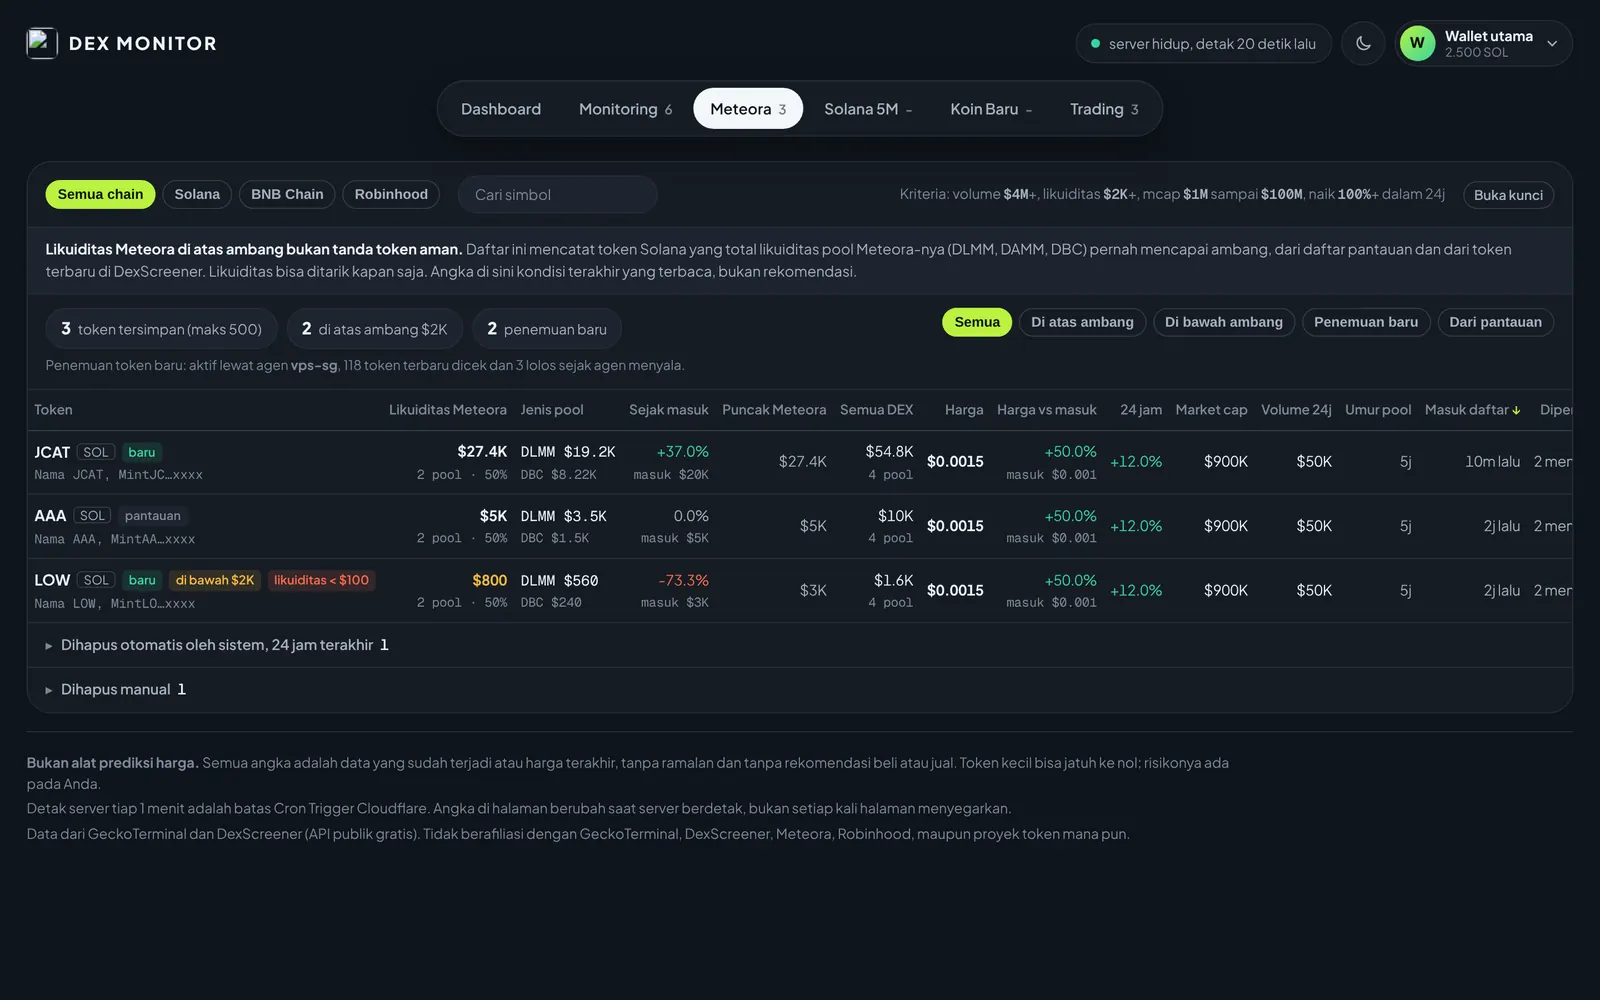 DEX MONITOR
server hidup, detak 20 detik lalu
W
Wallet utama
2.500 SOL
Dashboard
Monitoring 6
Meteora 3
Solana 5M -
Koin Baru -
Trading 3
Semua chain
Solana
BNB Chain
Robinhood
Cari simbol
Kriteria: volume $4M+, likuiditas $2K+, mcap $1M sampai $100M, naik 100%+ dalam 24j
Buka kunci
Likuiditas Meteora di atas ambang bukan tanda token aman. Daftar ini mencatat token Solana yang total likuiditas pool Meteora-nya (DLMM, DAMM, DBC) pernah mencapai ambang, dari daftar pantauan dan dari token
terbaru di DexScreener. Likuiditas bisa ditarik kapan saja. Angka di sini kondisi terakhir yang terbaca, bukan rekomendasi.
3 token tersimpan (maks 500)
2 di atas ambang $2K
2 penemuan baru
Semua
Di atas ambang
Di bawah ambang
Penemuan baru
Dari pantauan
Penemuan token baru: aktif lewat agen vps-sg, 118 token terbaru dicek dan 3 lolos sejak agen menyala.
Token Likuiditas Meteora Jenis pool Sejak masuk Puncak Meteora Semua DEX Harga Harga vs masuk 24 jam Market cap Volume 24j Umur pool Masuk daftar ↓ Diper
JCAT SOL baru $27.4K DLMM $19.2K +37.0% $27.4K $54.8K $0.0015 +50.0% +12.0% $900K $50K 5j 10m lalu 2 mer
Nama JCAT, MintJC…xxxx 2 pool · 50% DBC $8.22K masuk $20K 4 pool masuk $0.001
AAA SOL pantauan $5K DLMM $3.5K 0.0% $5K $10K $0.0015 +50.0% +12.0% $900K $50K 5j 2j lalu 2 mer
Nama AAA, MintAA…xxxx 2 pool · 50% DBC $1.5K masuk $5K 4 pool masuk $0.001
LOW SOL baru di bawah $2K likuiditas < $100 $800 DLMM $560 -73.3% $3K $1.6K $0.0015 +50.0% +12.0% $900K $50K 5j 2j lalu 2 mer
Nama LOW, MintLO…xxxx 2 pool · 50% DBC $240 masuk $3K 4 pool masuk $0.001
▸ Dihapus otomatis oleh sistem, 24 jam terakhir 1
▸ Dihapus manual 1
Bukan alat prediksi harga. Semua angka adalah data yang sudah terjadi atau harga terakhir, tanpa ramalan dan tanpa rekomendasi beli atau jual. Token kecil bisa jatuh ke nol; risikonya ada
pada Anda.
Detak server tiap 1 menit adalah batas Cron Trigger Cloudflare. Angka di halaman berubah saat server berdetak, bukan setiap kali halaman menyegarkan.
Data dari GeckoTerminal dan DexScreener (API publik gratis). Tidak berafiliasi dengan GeckoTerminal, DexScreener, Meteora, Robinhood, maupun proyek token mana pun.